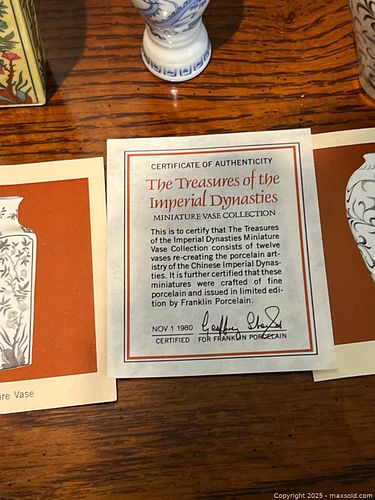 CERTIFICATE OF AUTHENTICITY
The Treasures of the
Imperial Dynasties
MINIATURE VASE COLLECTION
This is to certify that The Treasures
of the Imperial Dynasties Miniature
Vase Collection consists of twelve
vases re-creating the porcelain art-
istry of the Chinese Imperial Dynas-
ties. It is further certified that these
miniatures were crafted of fine
porcelain and issued in limited edi-
tion by Franklin Porcelain.
NOV 1 1980
CERTIFIED FOR FRANKLIN PORCELAIN
are Vase
Copyright © 2025 - maxsold.com